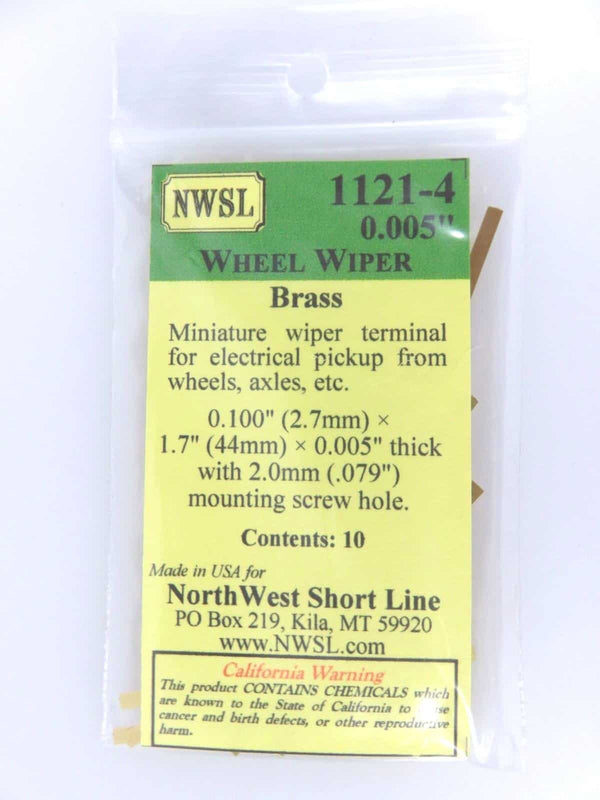 NWSL
1121-4
0.005"
WHEEL WIPER
Brass
Miniature wiper terminal
for electrical pickup from
wheels, axles, etc.
0.100" (2.7mm) ×
1.7" (44mm) × 0.005" thick
with 2.0mm (.079")
mounting screw hole.
Contents: 10
Made in USA for
NorthWest Short Line
PO Box 219, Kila, MT 59920
www.NWSL.com
California Warning
This product CONTAINS CHEMICALS which
are known to the State of California to
cancer and birth defects, or other reproductive
harm.